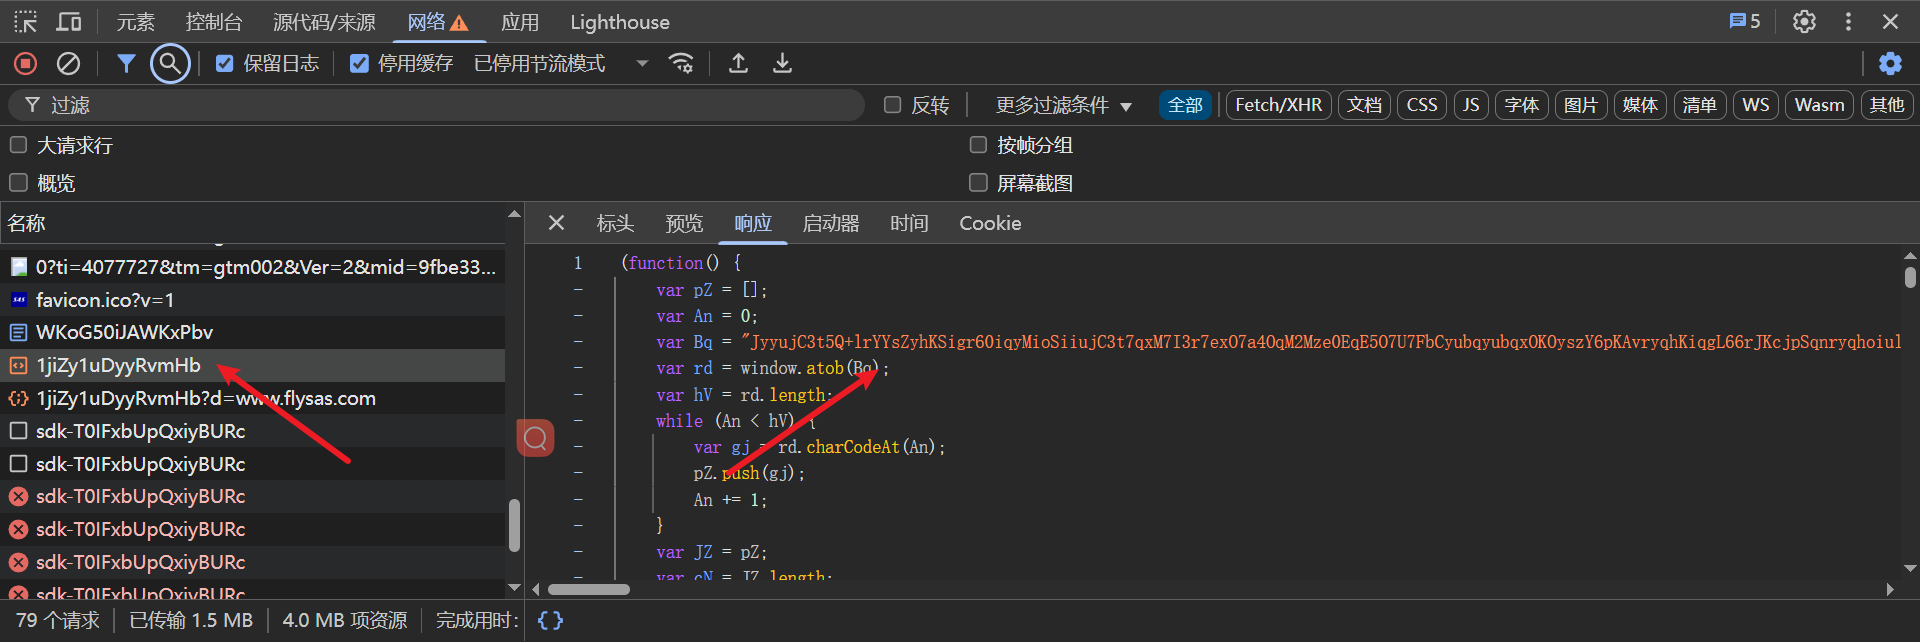 元素 控制台 源代码/来源 网络 应用 Lighthouse 5
保留日志 停用缓存 已停用节流模式
过滤 反转 更多过滤条件 全部 Fetch/XHR 文档 CSS JS 字体 图片 媒体 清单 WS Wasm 其他
大请求行 按帧分组
概览 屏幕截图
名称
0?ti=4077727&tm=gtm002&Ver=2&mid=9fbe33...
favicon.ico?v=1
WKoG50iJAWKxPbv
1jiZy1uDyyRvmHb
1jiZy1uDyyRvmHb?d=www.flysas.com
sdk-T0IFxbUpQxiyBURc
sdk-T0IFxbUpQxiyBURc
sdk-T0IFxbUpQxiyBURc
sdk-T0IFxbUpQxiyBURc
sdk-T0IFxbUpQxiyBURc
sdk-T0IFxbUpQxiyBURc
标头 预览 响应 启动器 时间 Cookie
1 (function() {
- var pZ = [];
- var An = 0;
- var Bq = "JyyujC3t5Q+lrYYsZyhKSigr6OiqyMioSiiujC3t7qxM7I3r7exO7a4OqM2Mze0EqE5O7U7FbCyubqyubqxOKOyszY6pKAvryqhKiqgL66rJKcjpSqnryqhoiul
- var rd = window.atob(Bq);
- var hV = rd.length;
- while (An < hV) {
- var gj = rd.charCodeAt(An);
- pZ.push(gj);
- An += 1;
- }
- var JZ = pZ;
- var cN = JZ.length;
79 个请求 已传输 1.5 MB 4.0 MB 项资源 完成用时: {}